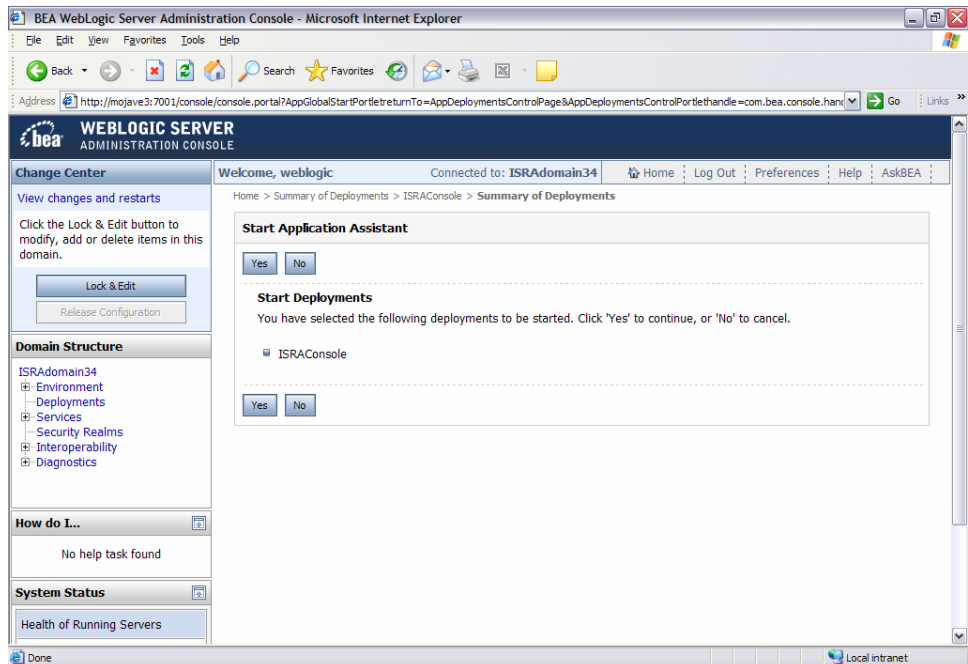 BEA WebLogic Server Administration Console - Microsoft Internet Explorer
File Edit View Favorites Tools Help
Back Search Favorites
Address http://mojave3:7001/console/console.portal?AppGlobalStartPortletreturnTo=AppDeploymentsControlPage&AppDeploymentsControlPortlethandle=com.bea.console.hand Go Links »
bea WEBLOGIC SERVER
ADMINISTRATION CONSOLE
Change Center
View changes and restarts
Click the Lock & Edit button to
modify, add or delete items in this
domain.
Lock & Edit
Release Configuration
Domain Structure
ISRAdomain34
Environment
Deployments
Services
Security Realms
Interoperability
Diagnostics
How do I...
No help task found
System Status
Health of Running Servers
Welcome, weblogic Connected to: ISRAdomain34 Home Log Out Preferences Help AskBEA
Home > Summary of Deployments > ISRAConsole > Summary of Deployments
Start Application Assistant
Yes No
Start Deployments
You have selected the following deployments to be started. Click 'Yes' to continue, or 'No' to cancel.
ISRAConsole
Yes No
Done Local intranet